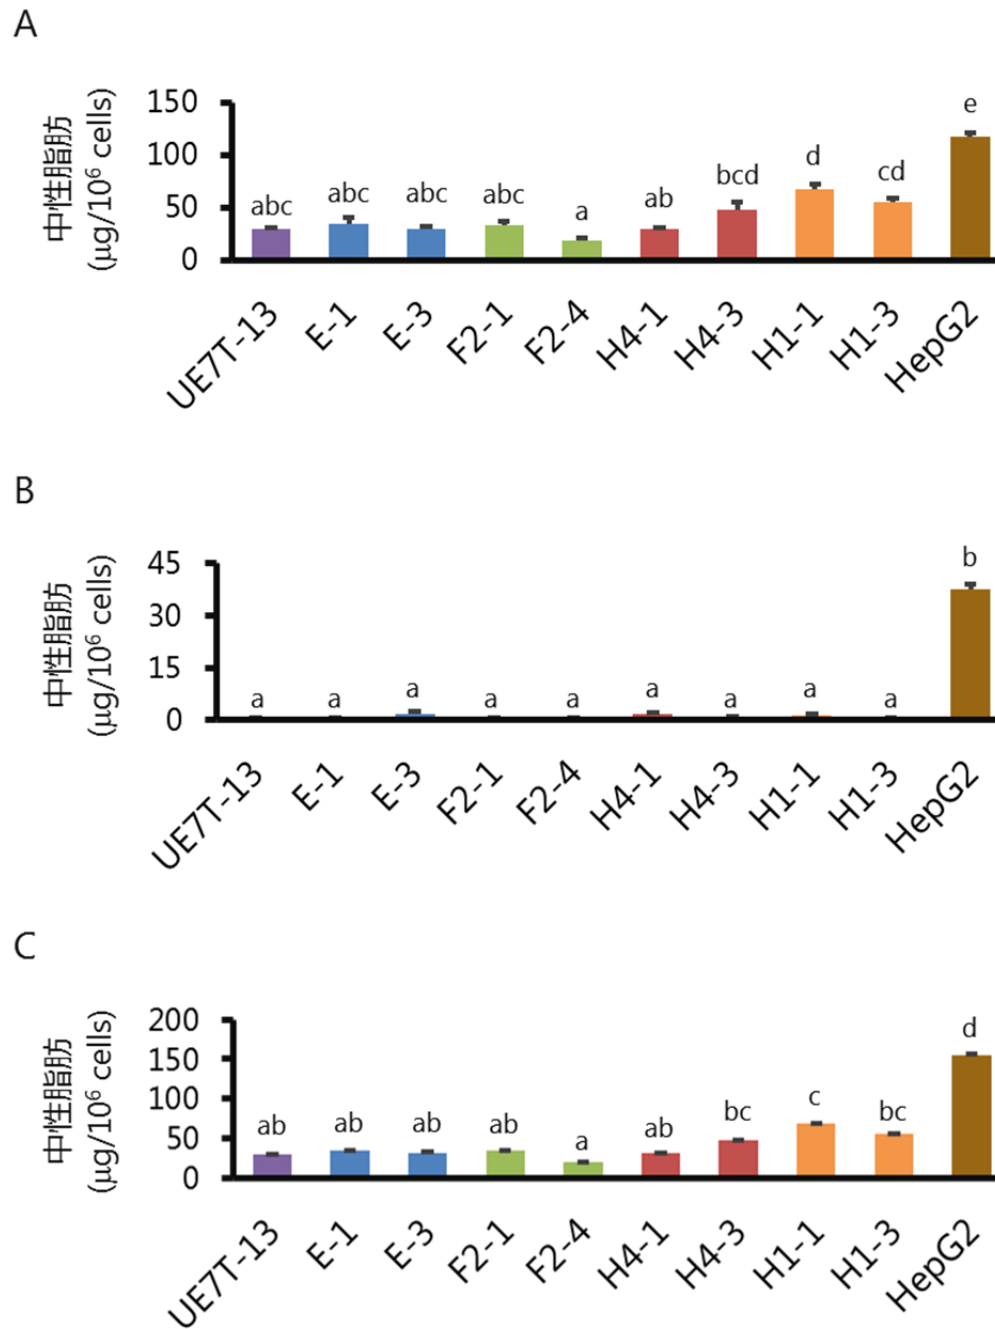 A
中性脂肪
(μg/10⁶ cells)
150
100
50
0
abc
abc
abc
abc
a
ab
bcd
d
cd
e
UE7T-13
E-1
E-3
F2-1
F2-4
H4-1
H4-3
H1-1
H1-3
HepG2
B
中性脂肪
(μg/10⁶ cells)
45
30
15
0
a
a
a
a
a
a
a
a
a
b
UE7T-13
E-1
E-3
F2-1
F2-4
H4-1
H4-3
H1-1
H1-3
HepG2
C
中性脂肪
(μg/10⁶ cells)
200
150
100
50
0
ab
ab
ab
ab
a
ab
bc
c
bc
d
UE7T-13
E-1
E-3
F2-1
F2-4
H4-1
H4-3
H1-1
H1-3
HepG2